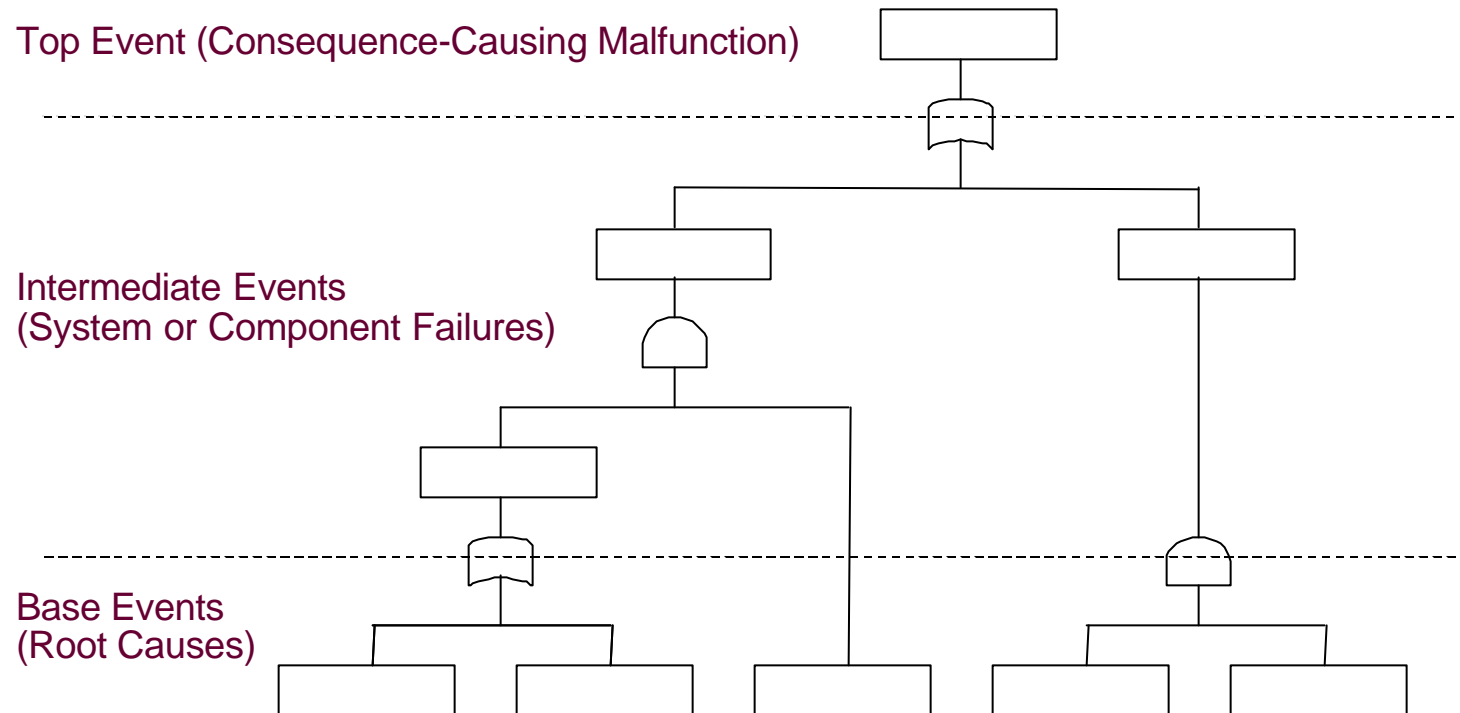 Top Event (Consequence-Causing Malfunction)
Intermediate Events
(System or Component Failures)
Base Events
(Root Causes)